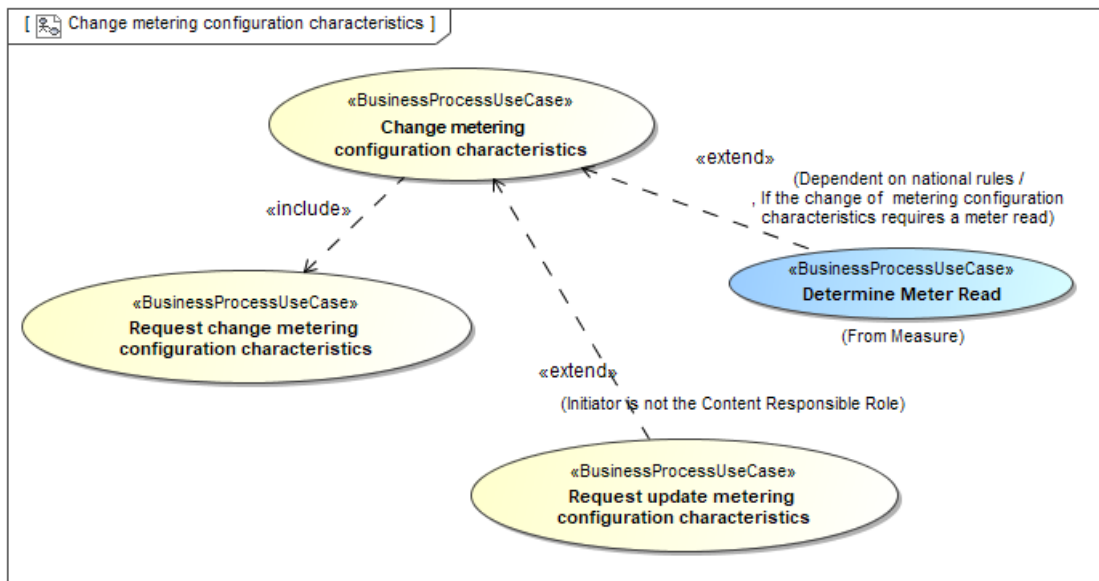 [ Change metering configuration characteristics ]
«BusinessProcessUseCase»
Change metering
configuration characteristics
«extend»
(Dependent on national rules /
, If the change of metering configuration
characteristics requires a meter read)
«include»
«BusinessProcessUseCase»
Determine Meter Read
(From Measure)
«BusinessProcessUseCase»
Request change metering
configuration characteristics
«extend»
(Initiator is not the Content Responsible Role)
«BusinessProcessUseCase»
Request update metering
configuration characteristics